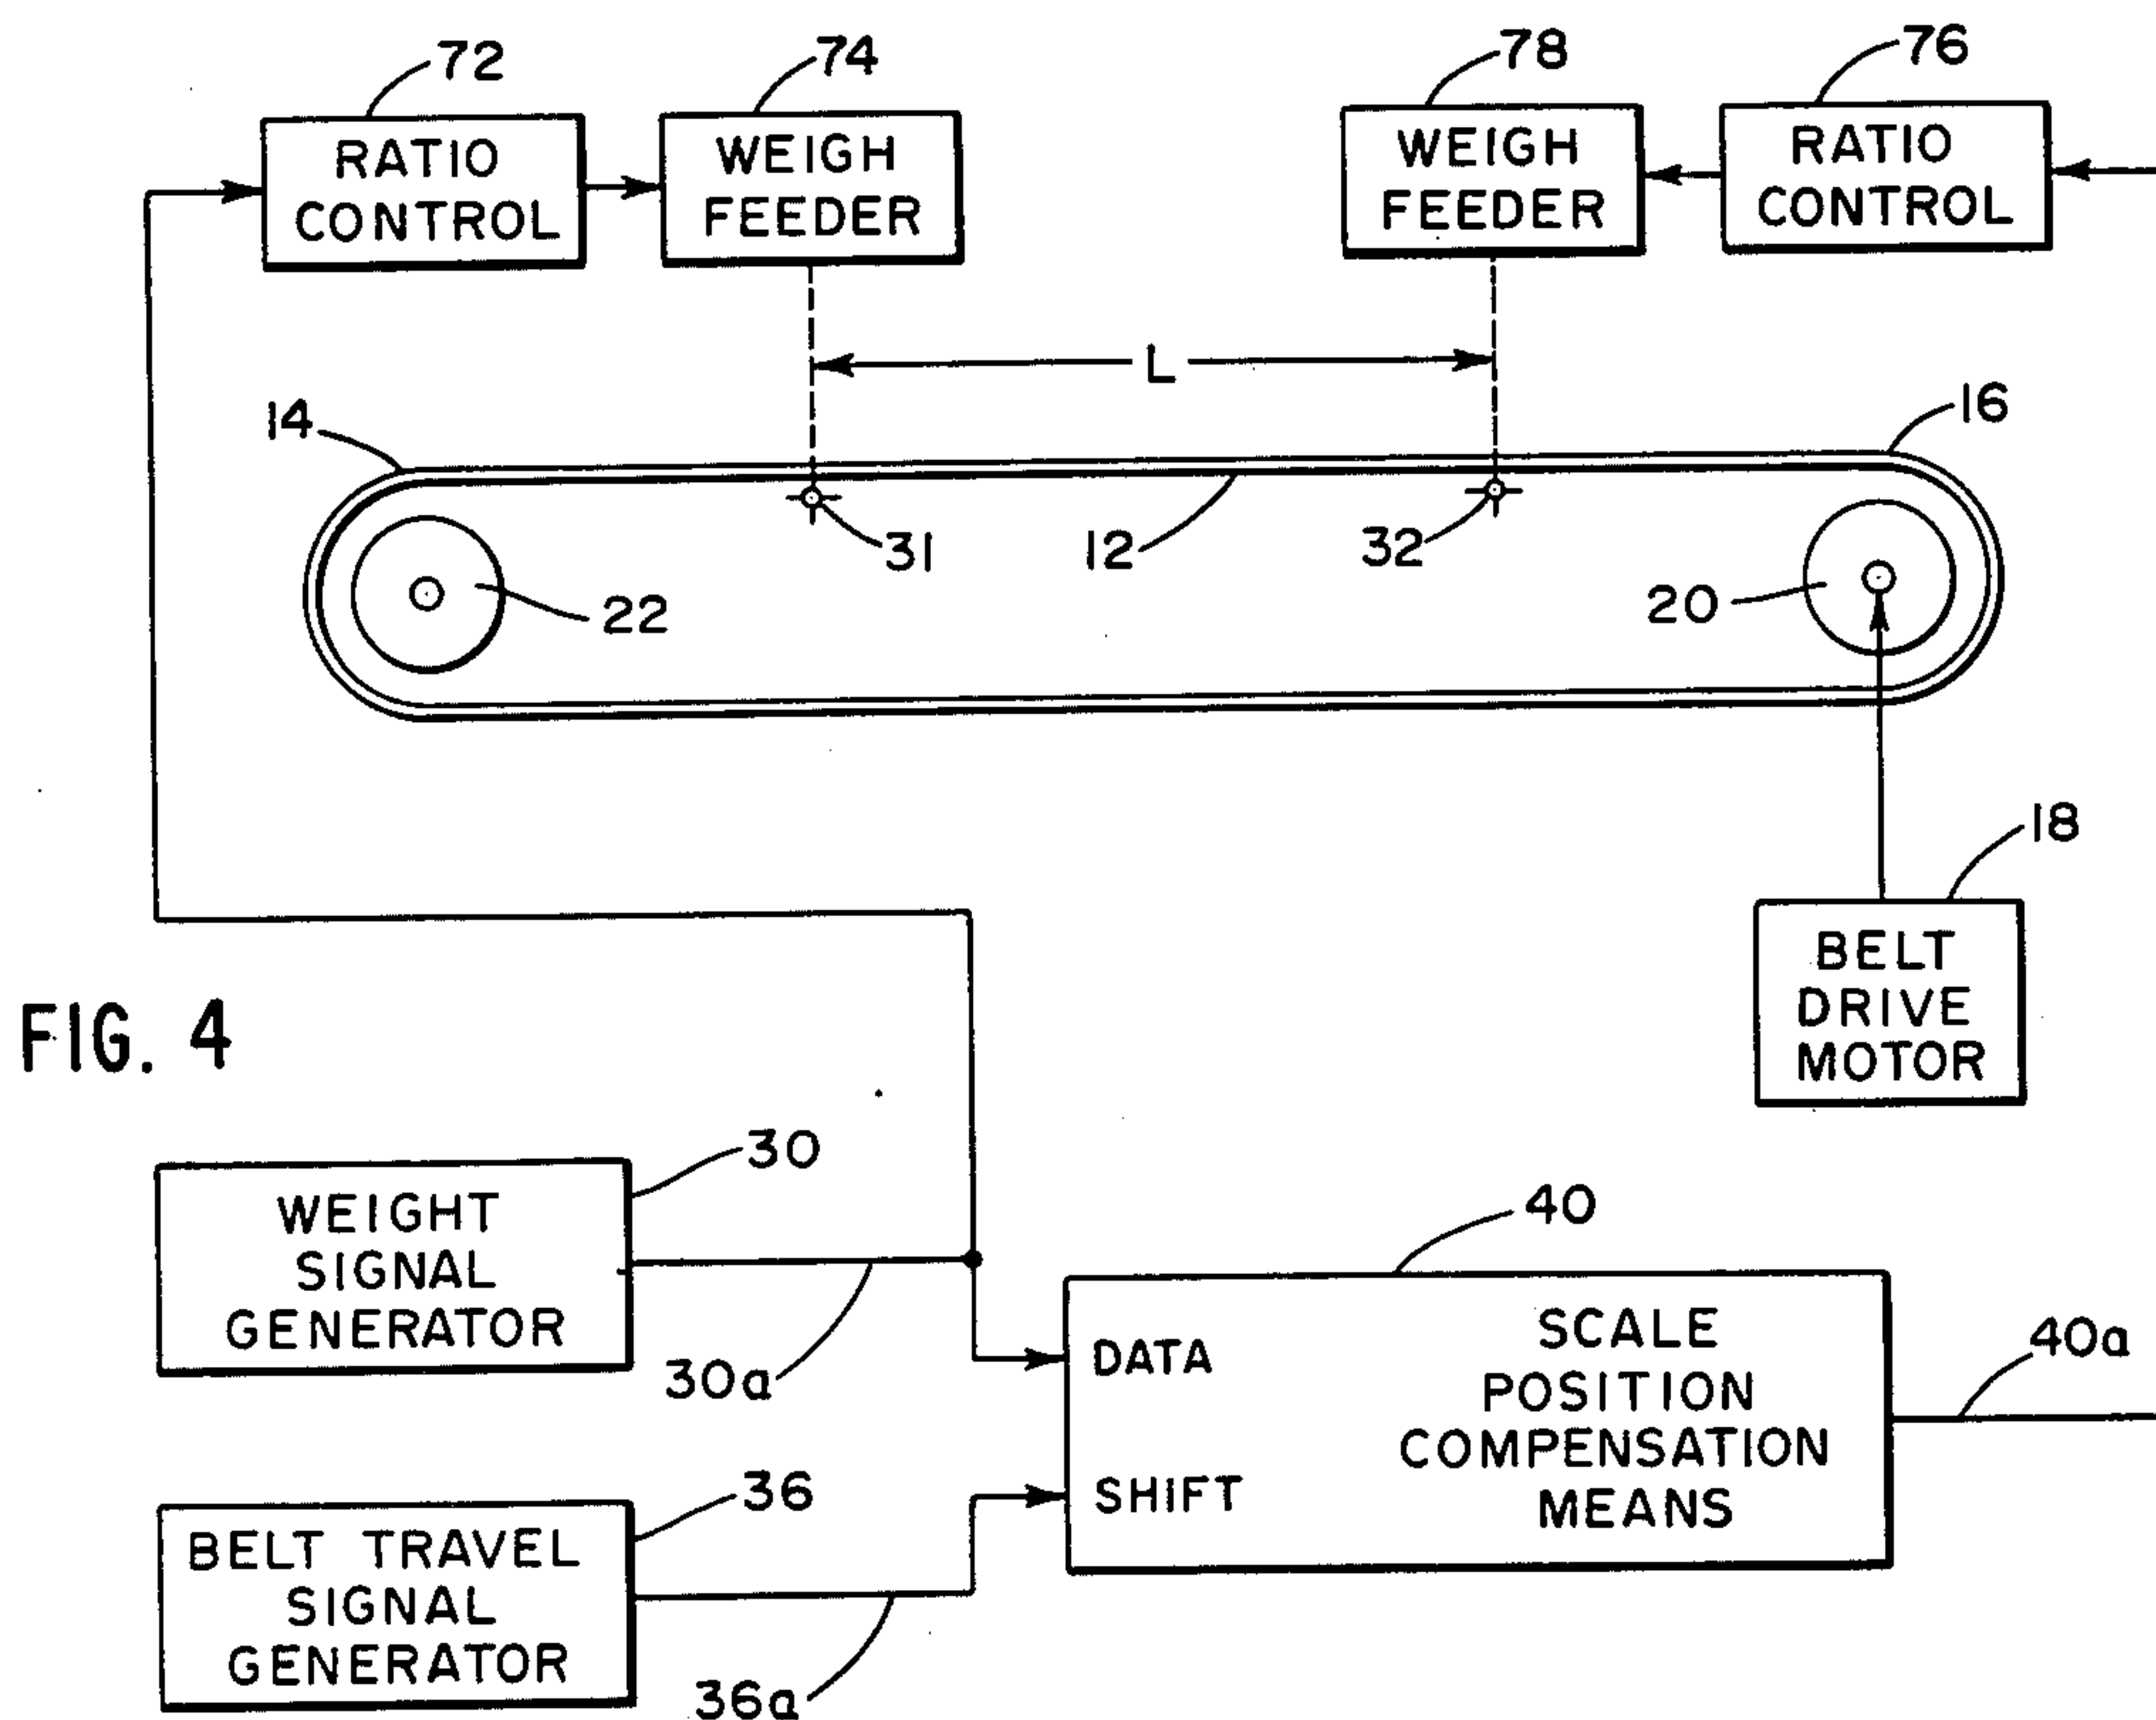 72
74
78
76
RATIO
CONTROL
WEIGH
FEEDER
WEIGH
FEEDER
RATIO
CONTROL
L
14
16
31
12
32
22
20
18
BELT
DRIVE
MOTOR
FIG. 4
30
WEIGHT
SIGNAL
GENERATOR
30a
40
DATA
SHIFT
SCALE
POSITION
COMPENSATION
MEANS
40a
36
BELT TRAVEL
SIGNAL
GENERATOR
36a